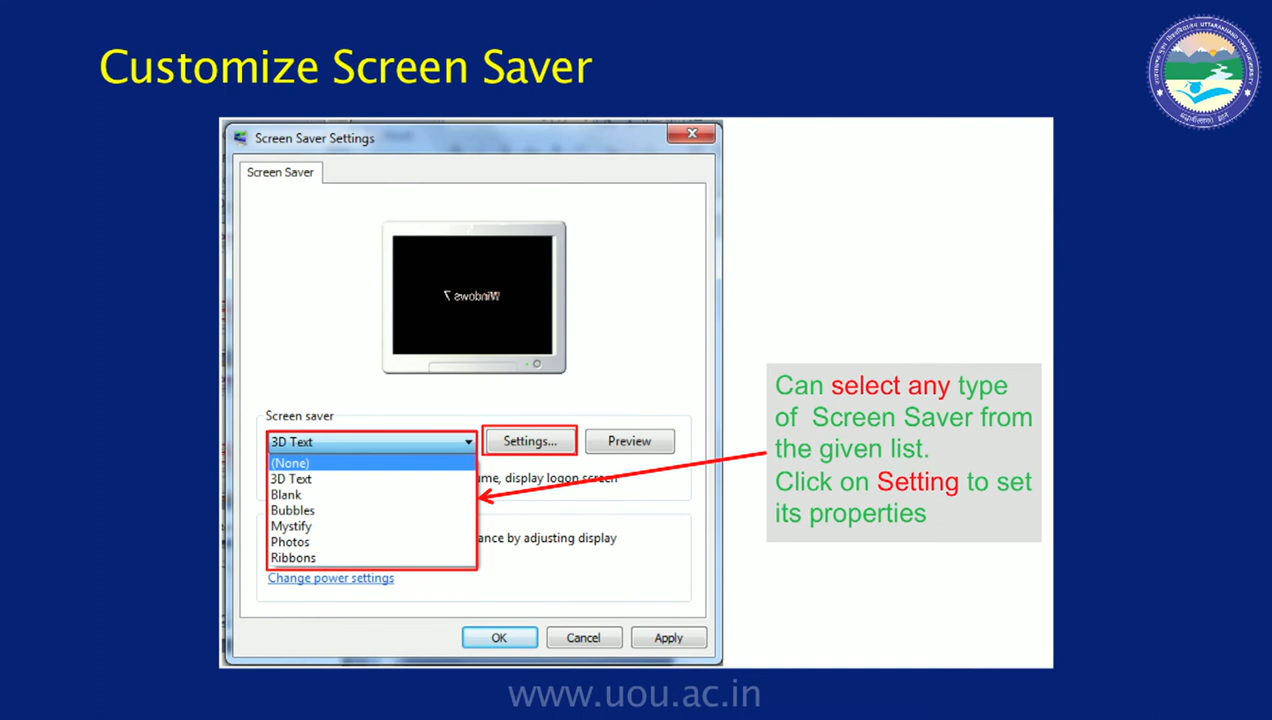 Customize Screen Saver
UTTARAKHAND OPEN UNIVERSITY
Screen Saver Settings
Screen Saver
Windows 7
Screen saver
3D Text
Settings...
Preview
(None)
3D Text
Blank
Bubbles
Mystify
Photos
Ribbons
ume, display logon screen
ance by adjusting display
Change power settings
OK
Cancel
Apply
Can select any type
of Screen Saver from
the given list.
Click on Setting to set
its properties
www.uou.ac.in